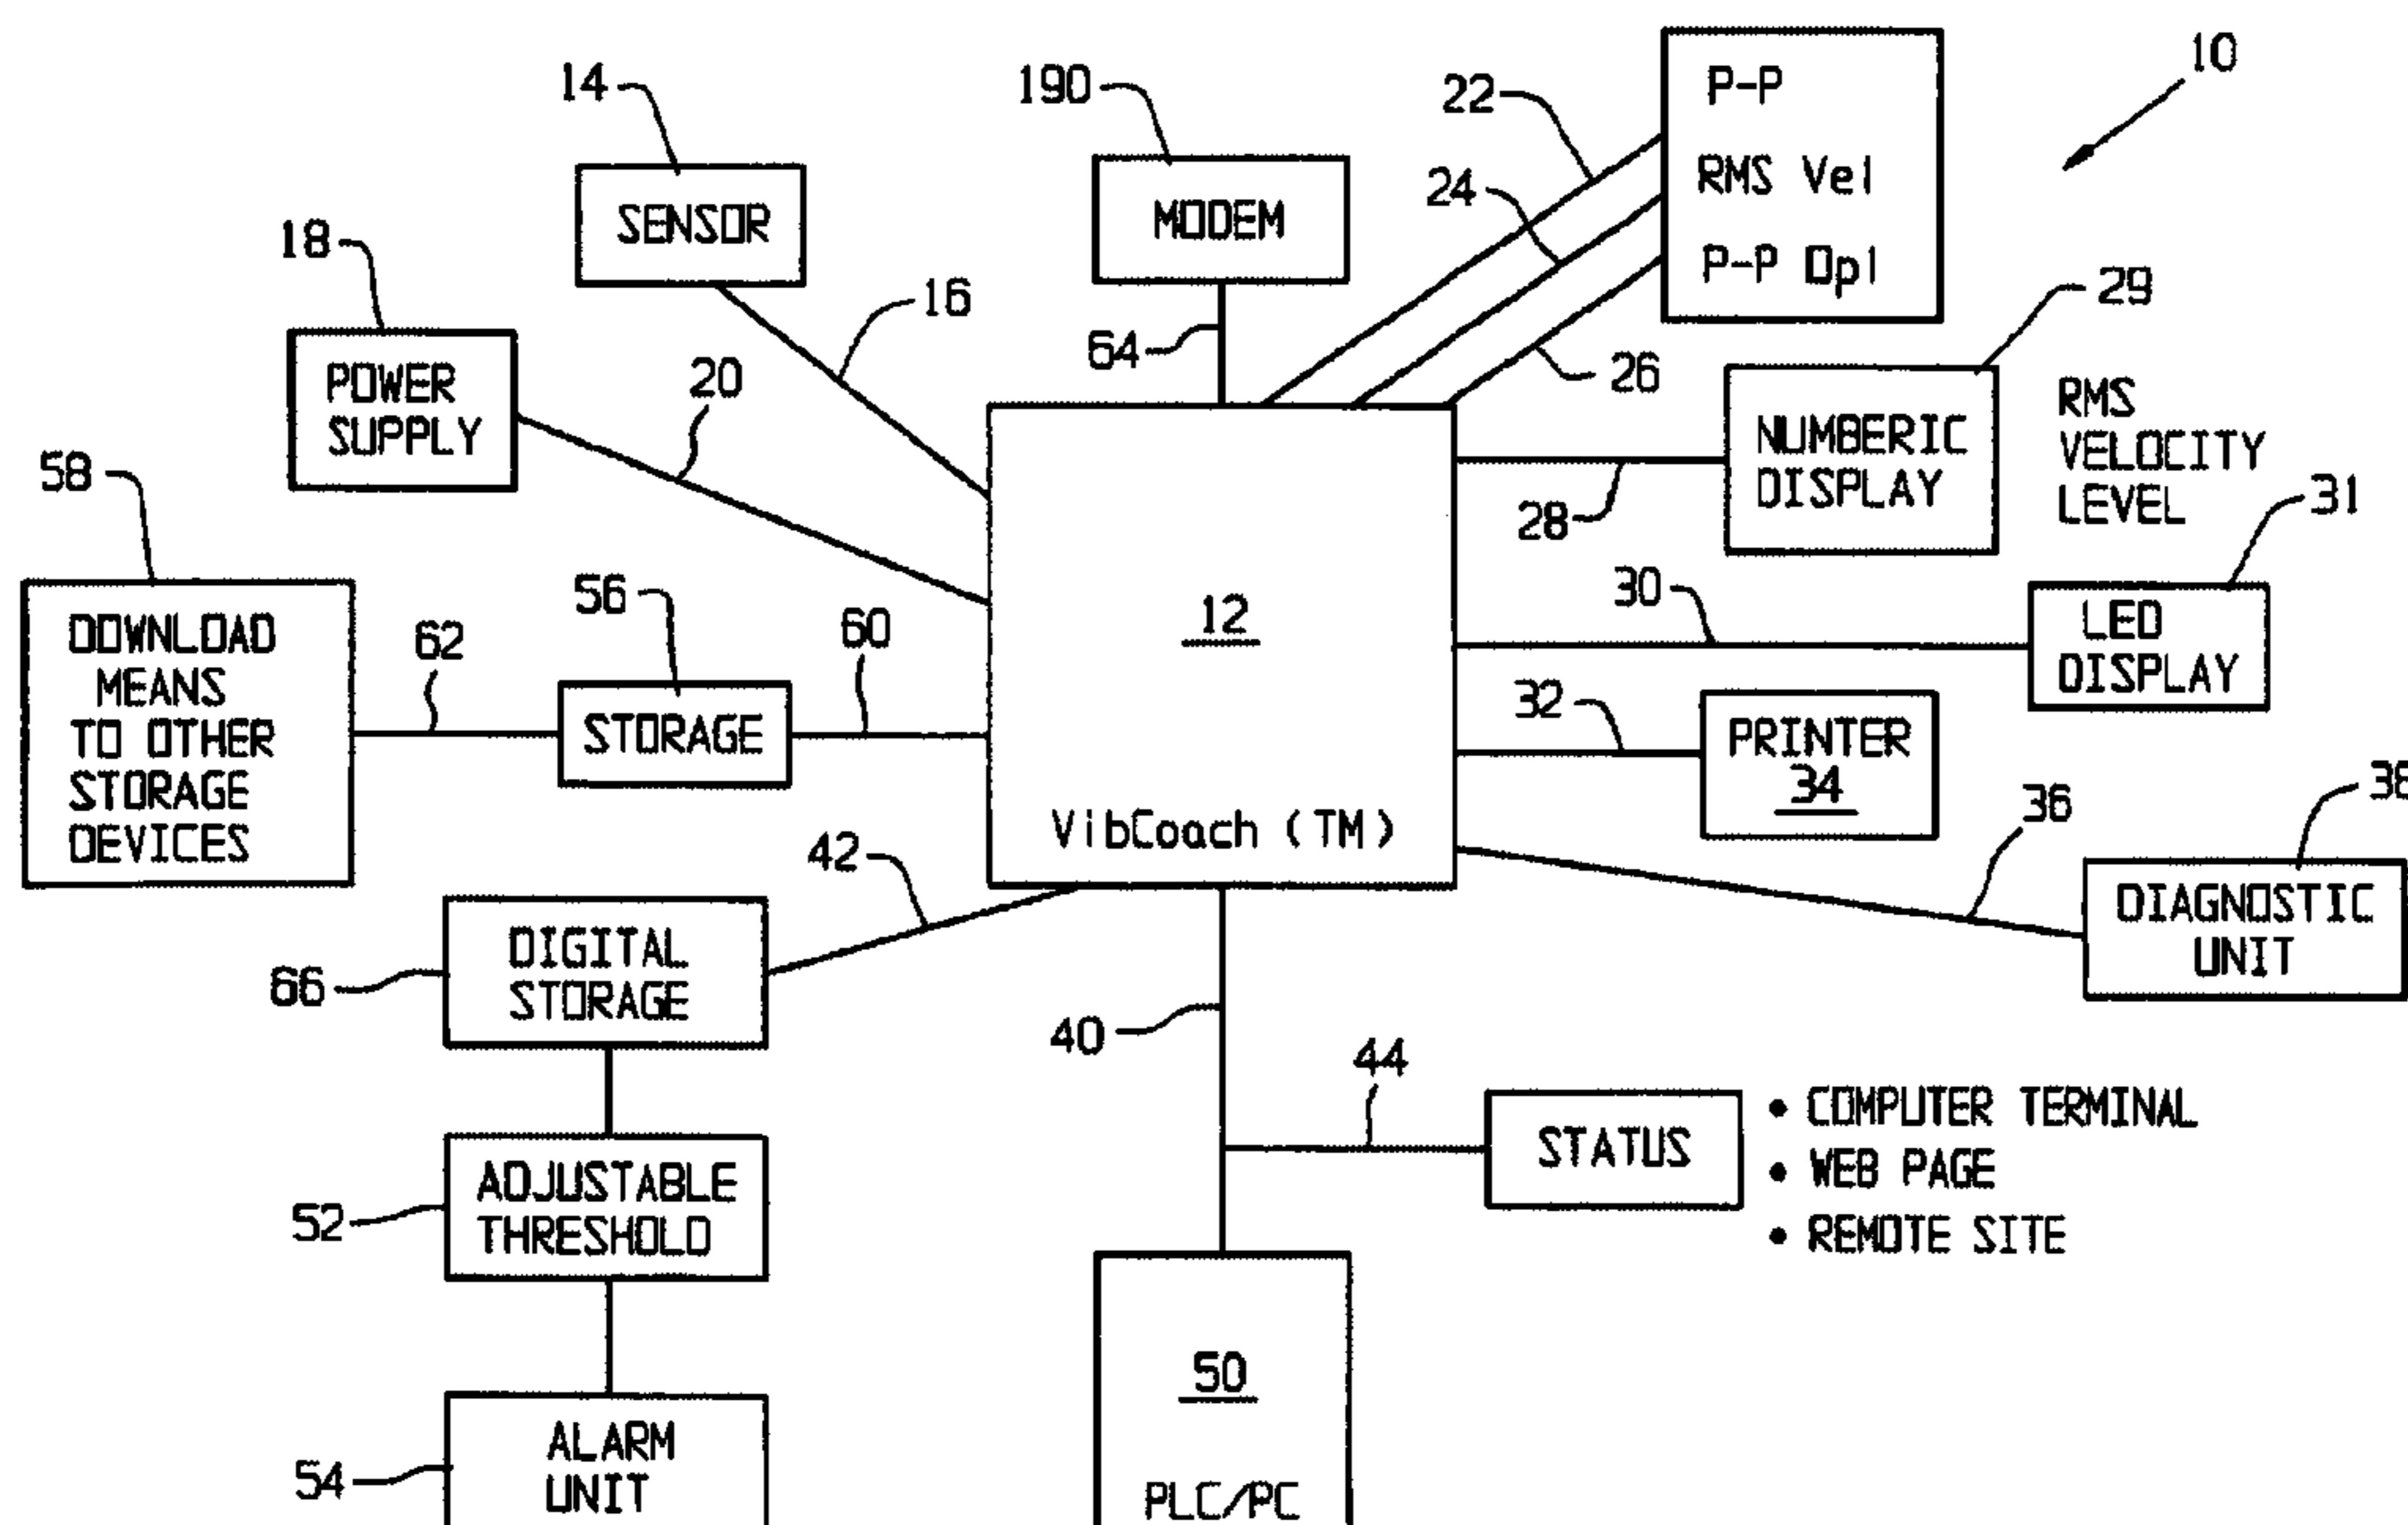 10
P-P
RMS Vel
P-P Dpl
22
24
26
14
SENSOR
16
190
MODEM
64
18
POWER
SUPPLY
20
29
NUMBERIC
DISPLAY
28
RMS
VELOCITY
LEVEL
31
LED
DISPLAY
30
58
DOWNLOAD
MEANS
TO OTHER
STORAGE
DEVICES
62
56
STORAGE
60
12
VibCoach (TM)
32
PRINTER
34
36
38
DIAGNOSTIC
UNIT
42
66
DIGITAL
STORAGE
40
44
STATUS
• COMPUTER TERMINAL
• WEB PAGE
• REMOTE SITE
52
ADJUSTABLE
THRESHOLD
54
ALARM
UNIT
50
PLC/PC